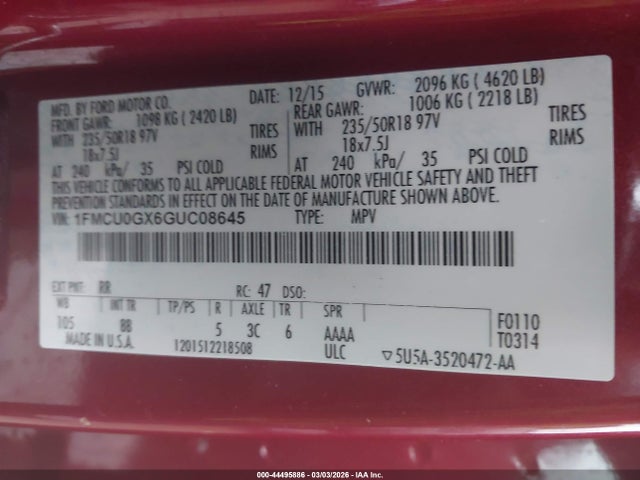 MFD. BY FORD MOTOR CO. DATE: 12/15 GVWR: 2096 KG ( 4620 LB)
FRONT GAWR: 1098 KG ( 2420 LB) REAR GAWR: 1006 KG ( 2218 LB)
WITH 235/50R18 97V TIRES WITH 235/50R18 97V TIRES
18x7.5J RIMS 18x7.5J RIMS
AT 240 kPa/ 35 PSI COLD AT 240 kPa/ 35 PSI COLD
THIS VEHICLE CONFORMS TO ALL APPLICABLE FEDERAL MOTOR VEHICLE SAFETY AND THEFT
PREVENTION STANDARDS IN EFFECT ON THE DATE OF MANUFACTURE SHOWN ABOVE.
VIN: 1FMCU0GX6GUC08645 TYPE: MPV
EXT PNT: RR RC: 47 DSO:
WB INT TR TP/PS R AXLE TR SPR
105 88 5 3C 6 AAAA F0110
MADE IN U.S.A. 1201512218508 ULC T0314
5U5A-3520472-AA
000-44495886 | 03/03/2026 | IAA Inc.